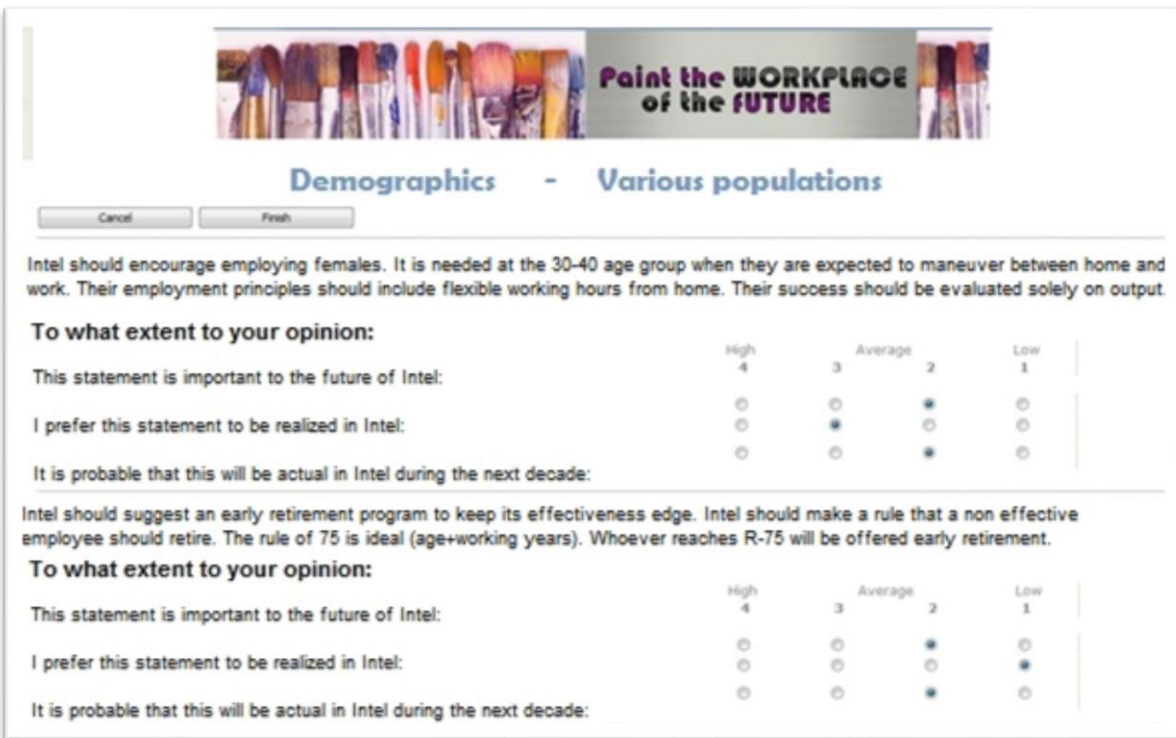 Paint the WORKPLACE
of the FUTURE
Demographics - Various populations
Cancel Finish
Intel should encourage employing females. It is needed at the 30-40 age group when they are expected to maneuver between home and
work. Their employment principles should include flexible working hours from home. Their success should be evaluated solely on output.
To what extent to your opinion:
High Average Low
4 3 2 1
This statement is important to the future of Intel:
I prefer this statement to be realized in Intel:
It is probable that this will be actual in Intel during the next decade:
Intel should suggest an early retirement program to keep its effectiveness edge. Intel should make a rule that a non effective
employee should retire. The rule of 75 is ideal (age+working years). Whoever reaches R-75 will be offered early retirement.
To what extent to your opinion:
High Average Low
4 3 2 1
This statement is important to the future of Intel:
I prefer this statement to be realized in Intel:
It is probable that this will be actual in Intel during the next decade: